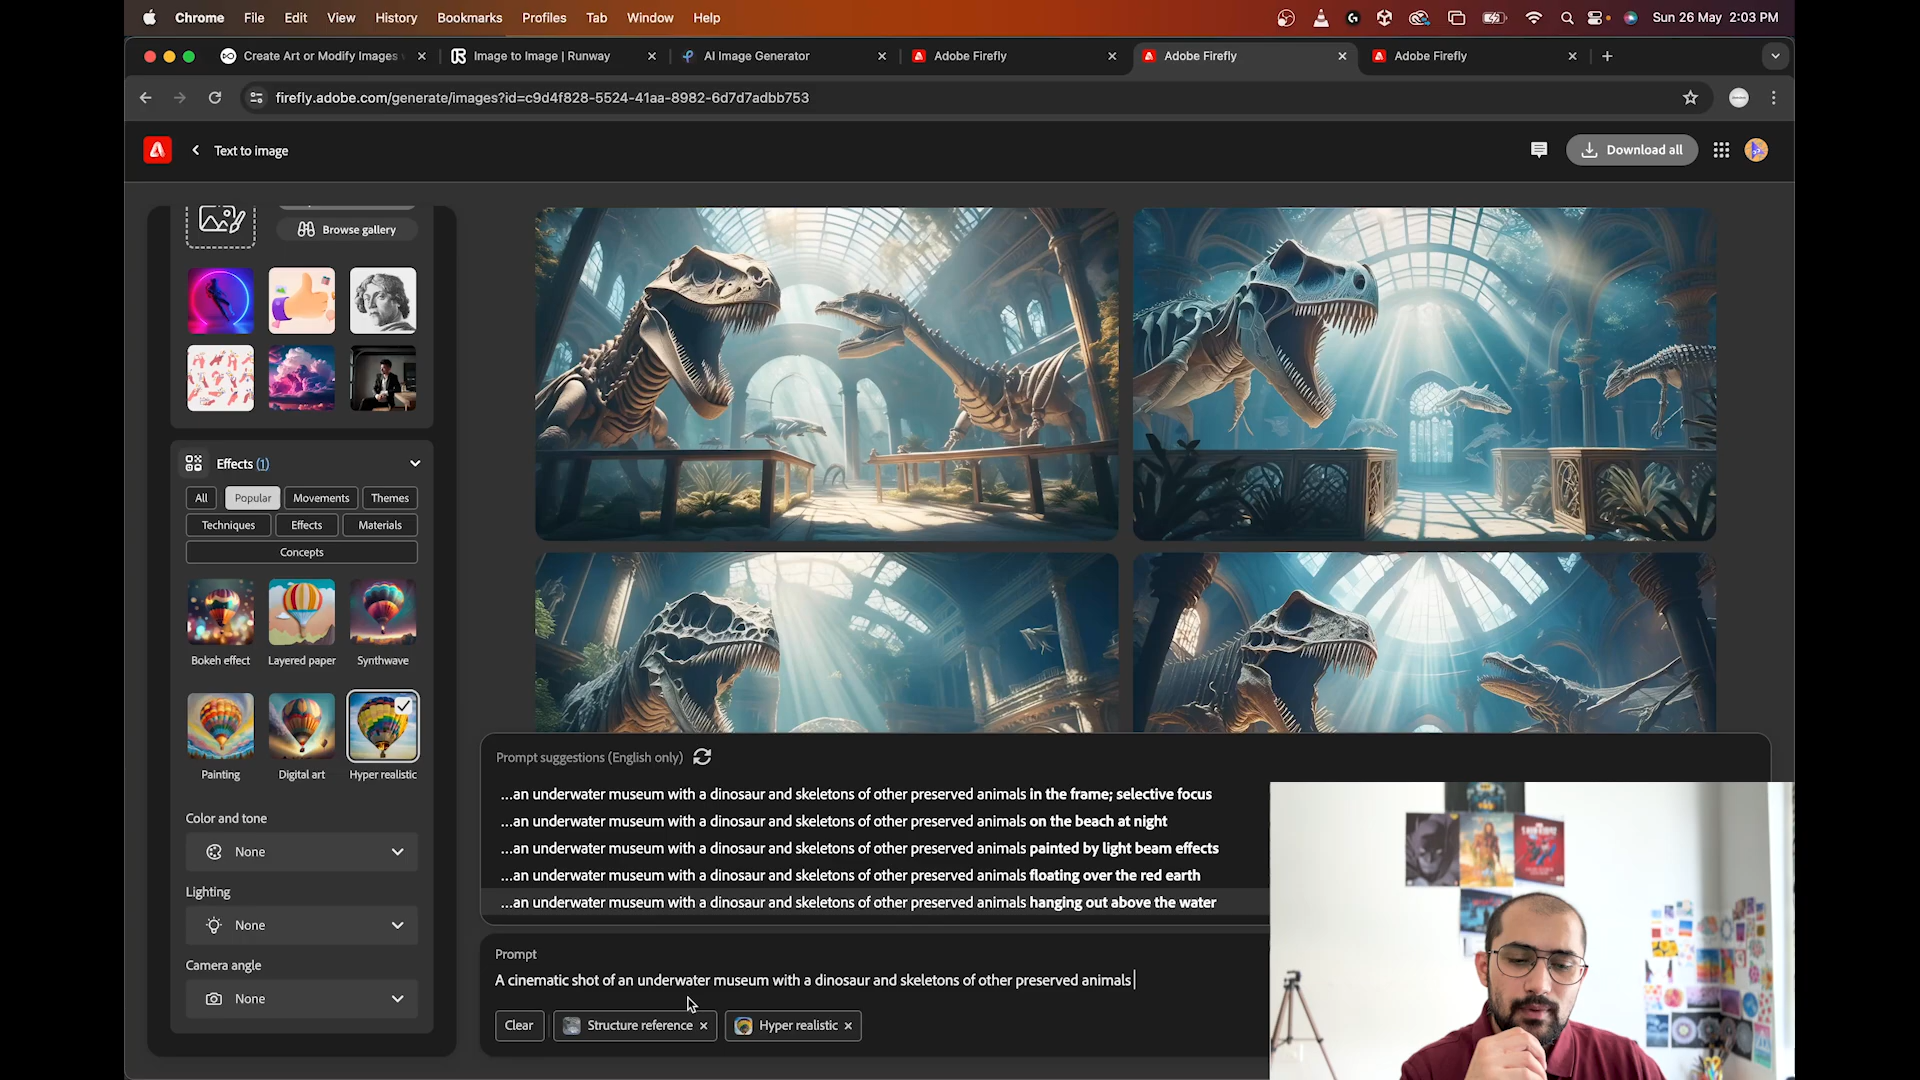 Chrome File Edit View History Bookmarks Profiles Tab Window Help
Sun 26 May 2:03 PM
Create Art or Modify Images
Image to Image | Runway
AI Image Generator
Adobe Firefly
Adobe Firefly
Adobe Firefly
firefly.adobe.com/generate/images?id=c9d4f828-5524-41aa-8982-6d7d7adbb753
Text to image
Download all
Browse gallery
Effects (1)
All Popular Movements Themes
Techniques Effects Materials
Concepts
Bokeh effect Layered paper Synthwave
Painting Digital art Hyper realistic
Color and tone
None
Lighting
None
Camera angle
None
Prompt suggestions (English only)
...an underwater museum with a dinosaur and skeletons of other preserved animals in the frame; selective focus
...an underwater museum with a dinosaur and skeletons of other preserved animals on the beach at night
...an underwater museum with a dinosaur and skeletons of other preserved animals painted by light beam effects
...an underwater museum with a dinosaur and skeletons of other preserved animals floating over the red earth
...an underwater museum with a dinosaur and skeletons of other preserved animals hanging out above the water
Prompt
A cinematic shot of an underwater museum with a dinosaur and skeletons of other preserved animals
Clear Structure reference Hyper realistic